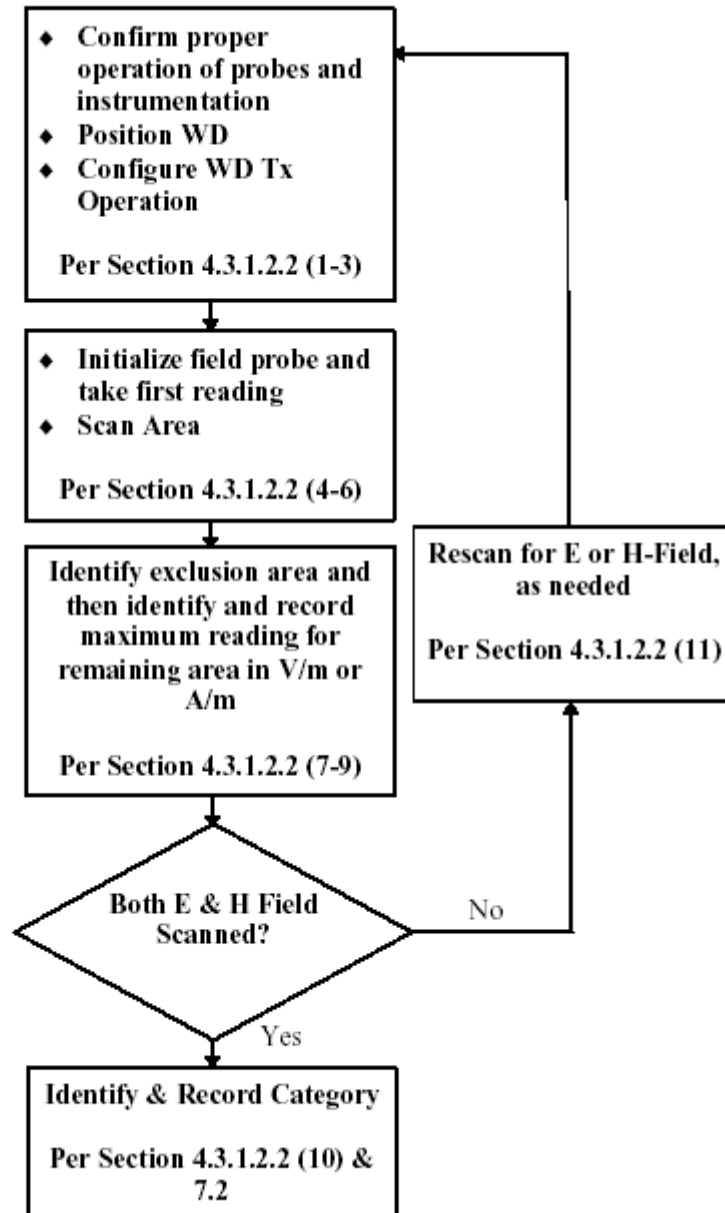 ◆ Confirm proper
operation of probes and
instrumentation
◆ Position WD
◆ Configure WD Tx
Operation
Per Section 4.3.1.2.2 (1-3)
◆ Initialize field probe and
take first reading
◆ Scan Area
Per Section 4.3.1.2.2 (4-6)
Identify exclusion area and
then identify and record
maximum reading for
remaining area in V/m or
A/m
Per Section 4.3.1.2.2 (7-9)
Rescan for E or H-Field,
as needed
Per Section 4.3.1.2.2 (11)
Both E & H Field
Scanned?
No
Yes
Identify & Record Category
Per Section 4.3.1.2.2 (10) &
7.2